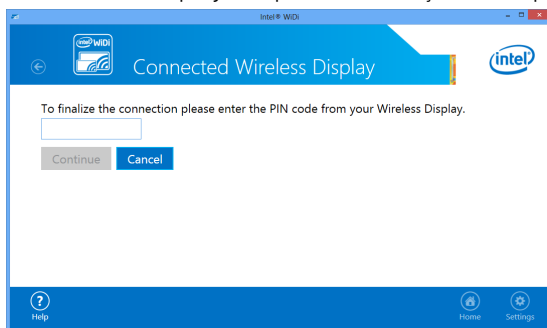 Intel® WiDi
intel WiDi
Connected Wireless Display
intel
To finalize the connection please enter the PIN code from your Wireless Display.
Continue
Cancel
?
Help
Home
Settings